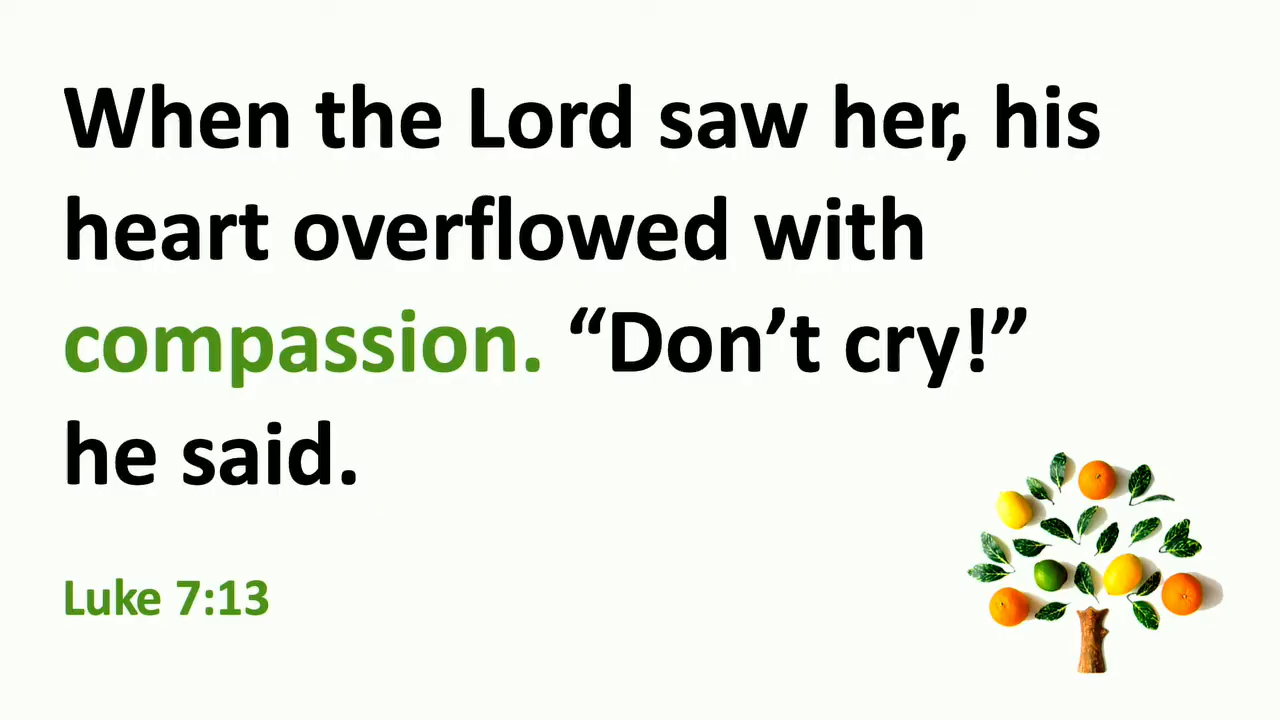 When the Lord saw her, his
heart overflowed with
compassion. “Don’t cry!”
he said.
Luke 7:13